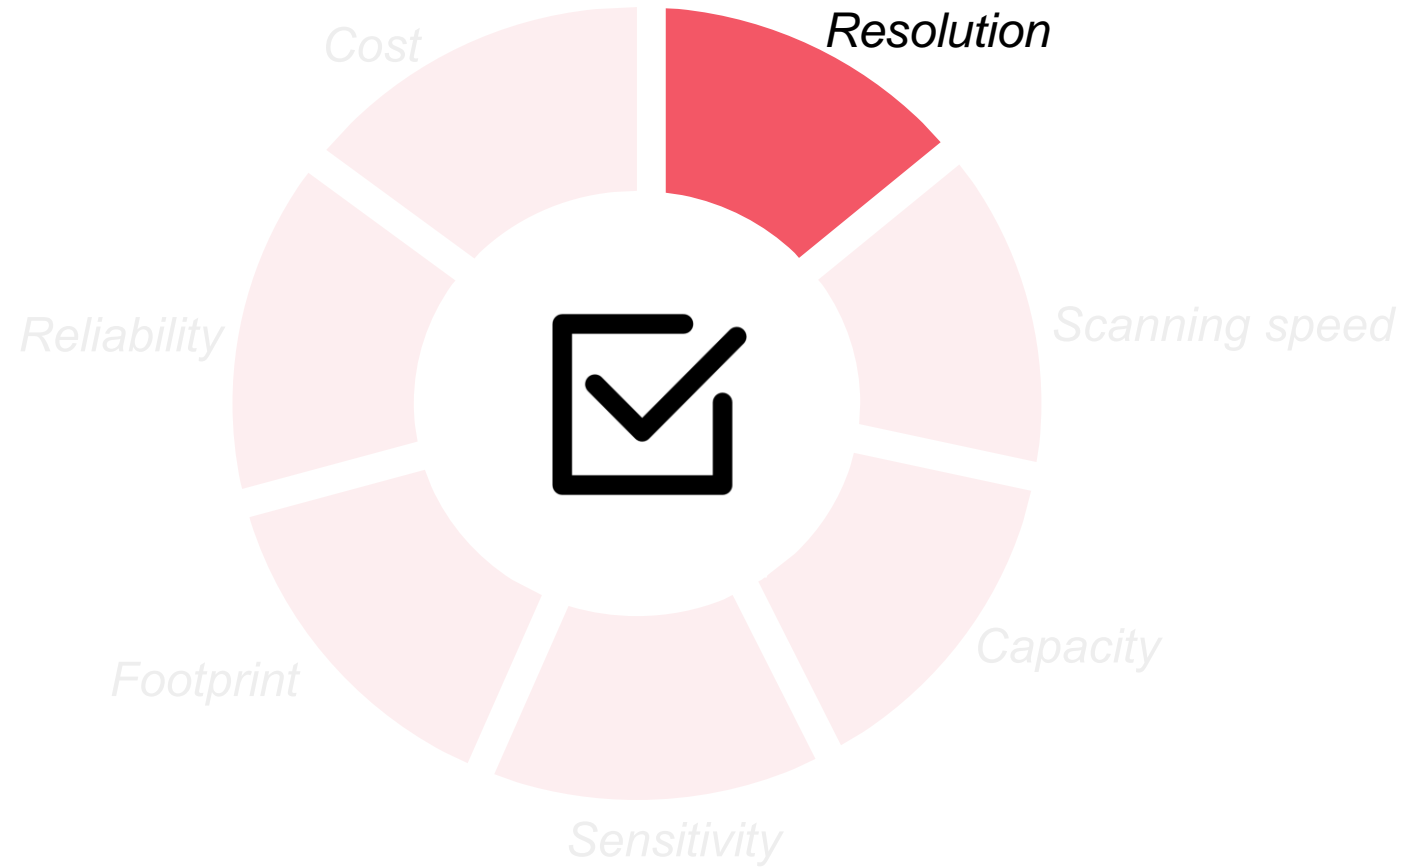 Resolution
Scanning speed
Capacity
Sensitivity
Footprint
Reliability
Cost